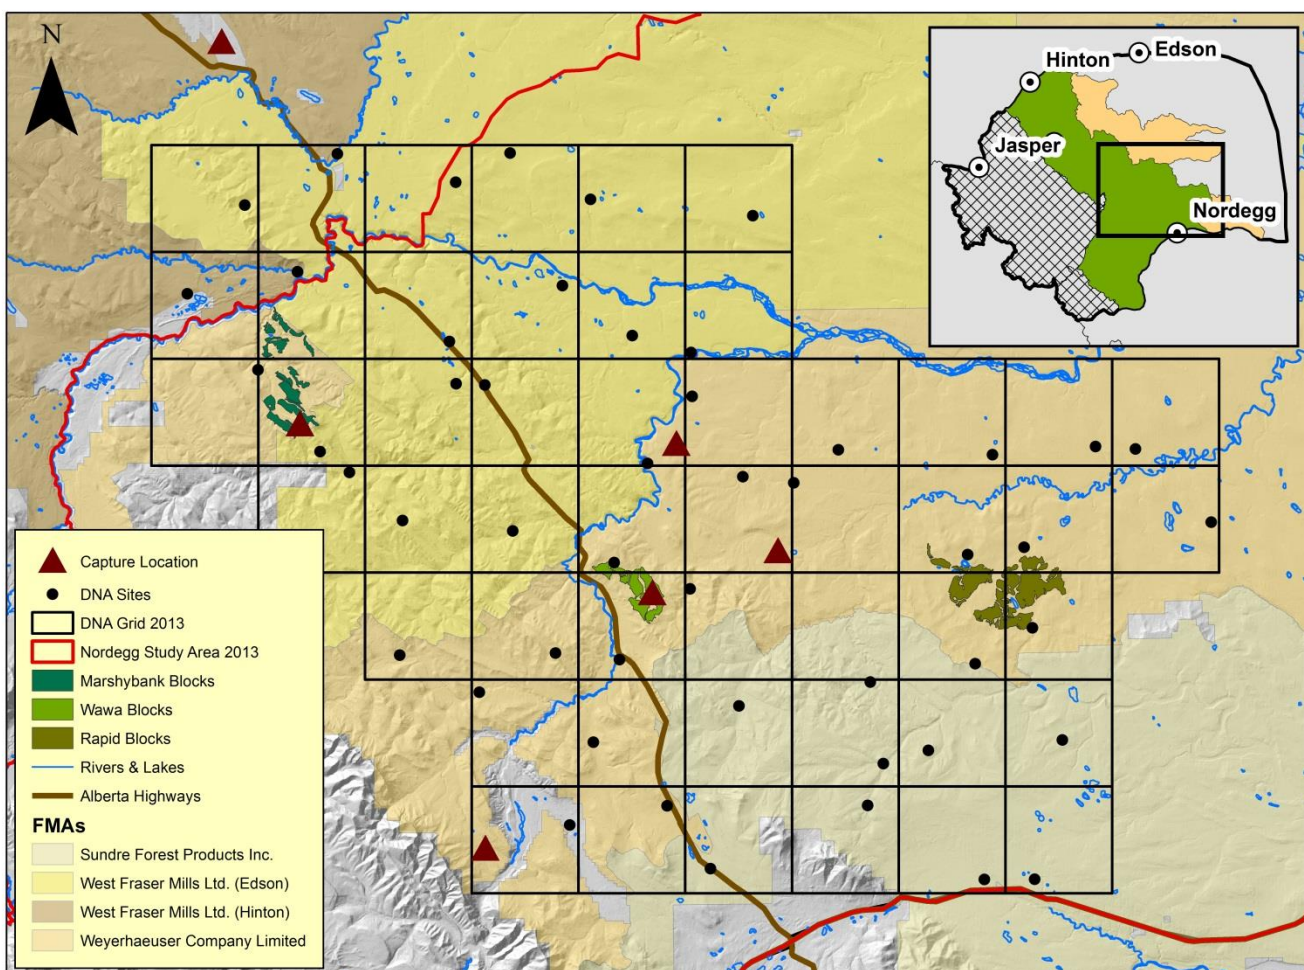 N
Edson
Hinton
Jasper
Nordegg
Capture Location
DNA Sites
DNA Grid 2013
Nordegg Study Area 2013
Marshybank Blocks
Wawa Blocks
Rapid Blocks
Rivers & Lakes
Alberta Highways
FMAs
Sundre Forest Products Inc.
West Fraser Mills Ltd. (Edson)
West Fraser Mills Ltd. (Hinton)
Weyerhaeuser Company Limited